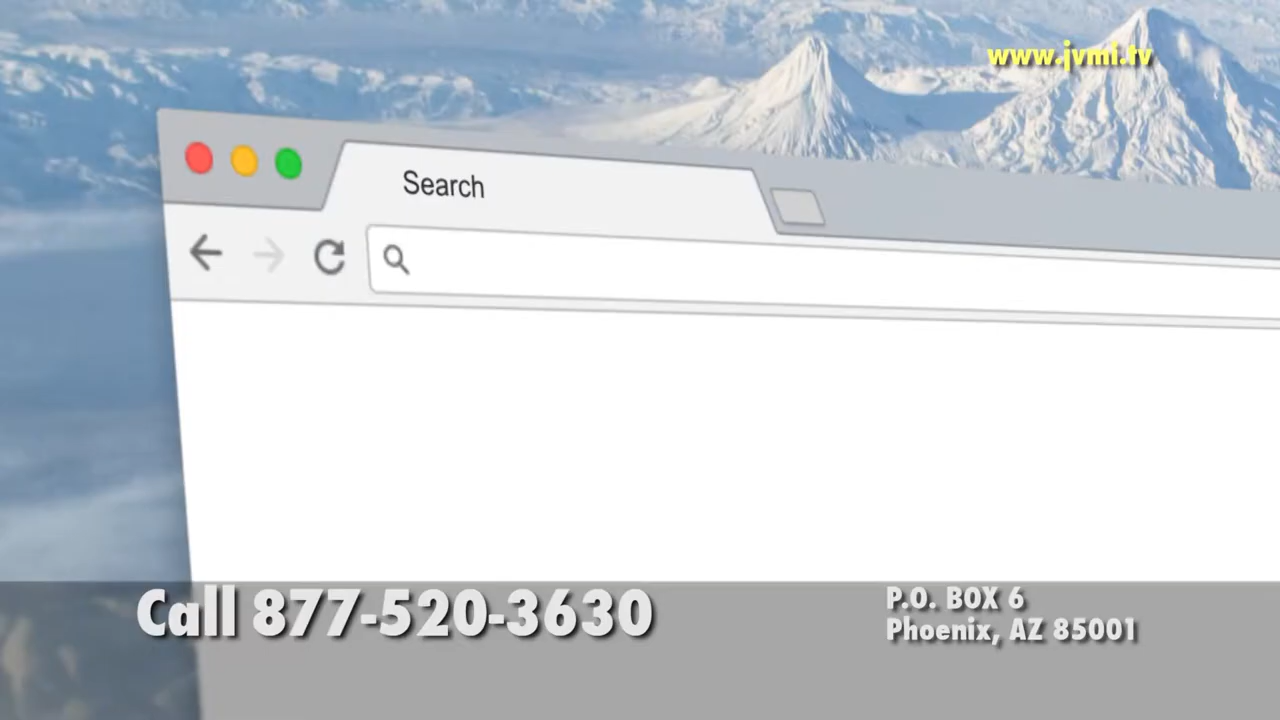 www.jvmi.tv
Search
Call 877-520-3630
P.O. BOX 6
Phoenix, AZ 85001